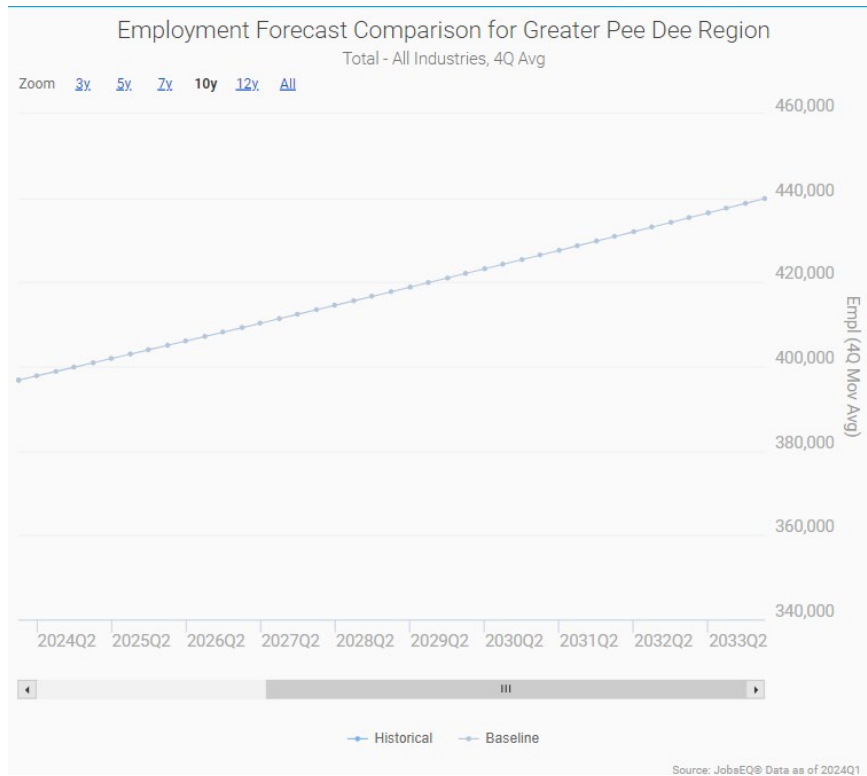 Employment Forecast Comparison for Greater Pee Dee Region
Total - All Industries, 4Q Avg
Zoom 3y 5y 7y 10y 12y All
460,000
440,000
420,000
400,000
380,000
360,000
340,000
Empl (4Q Mov Avg)
2024Q2 2025Q2 2026Q2 2027Q2 2028Q2 2029Q2 2030Q2 2031Q2 2032Q2 2033Q2
Historical Baseline
Source: JobsEQ® Data as of 2024Q1